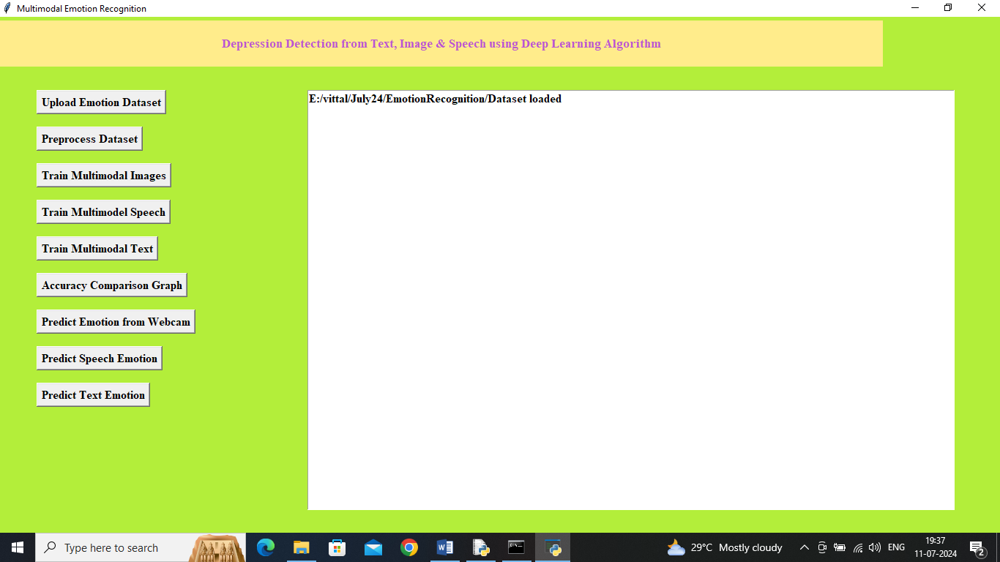 Multimodal Emotion Recognition
Depression Detection from Text, Image & Speech using Deep Learning Algorithm
Upload Emotion Dataset
Preprocess Dataset
Train Multimodal Images
Train Multimodel Speech
Train Multimodal Text
Accuracy Comparison Graph
Predict Emotion from Webcam
Predict Speech Emotion
Predict Text Emotion
E:/vittal/July24/EmotionRecognition/Dataset loaded
Type here to search
29°C Mostly cloudy
ENG
19:37
11-07-2024
2